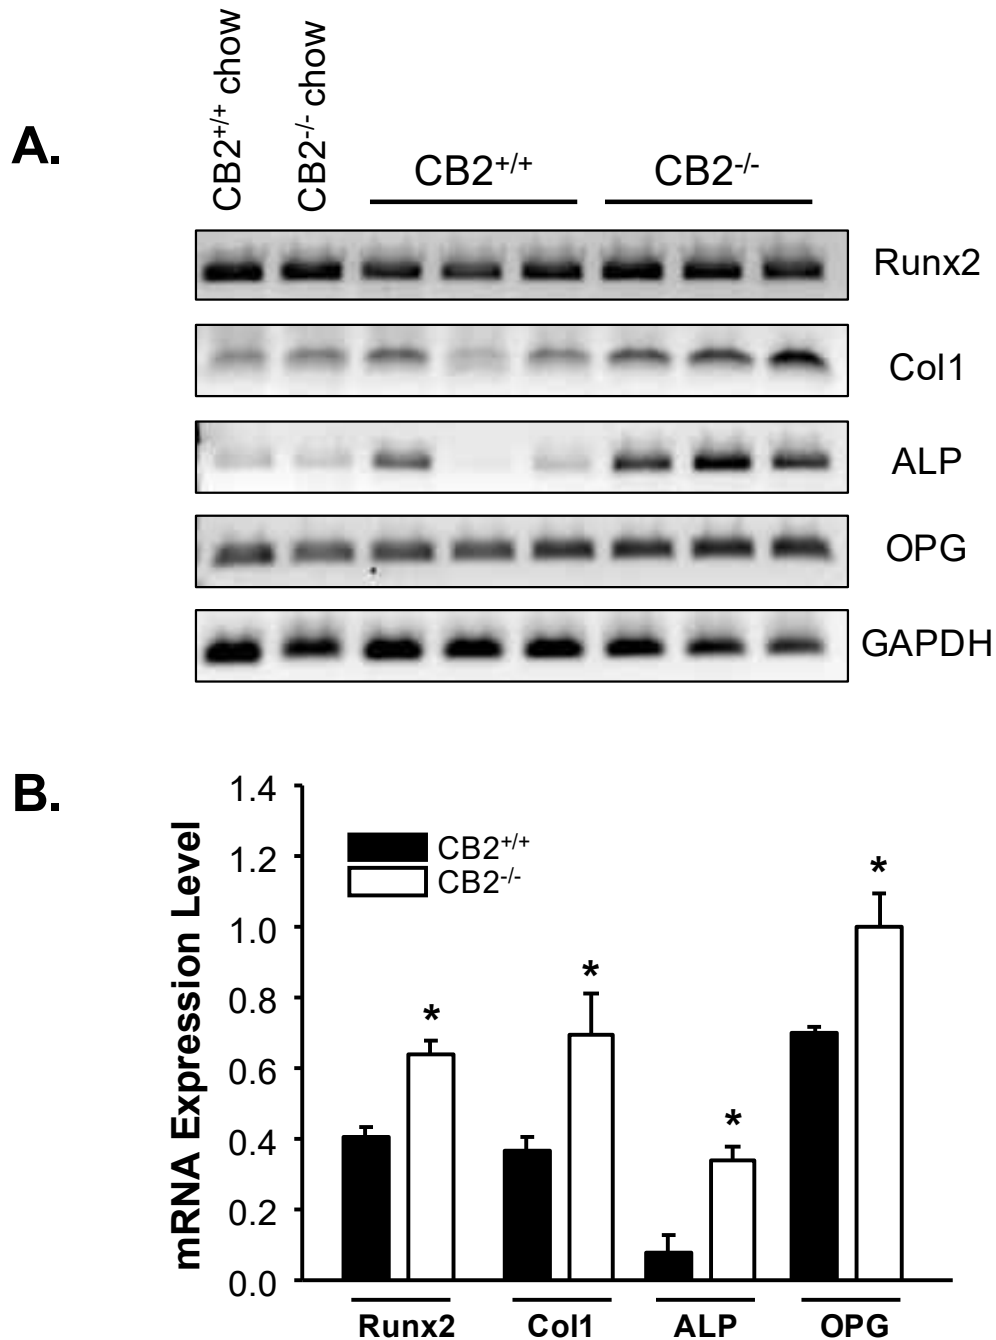 A.
CB2+/+ chow
CB2-/- chow
CB2+/+
CB2-/-
Runx2
Col1
ALP
OPG
GAPDH
B.
mRNA Expression Level
1.4
1.2
1.0
0.8
0.6
0.4
0.2
0.0
CB2+/+
CB2-/-
*
*
*
*
Runx2
Col1
ALP
OPG